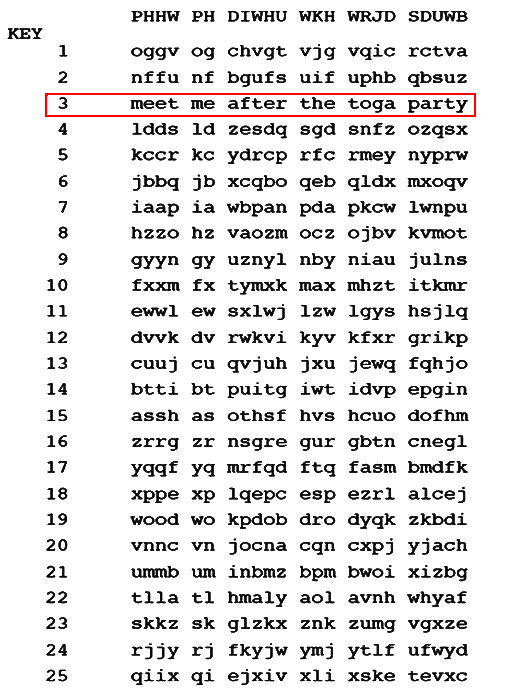 PHHW PH DIWHU WKH WRJD SDUWB
KEY
1 oggv og chvgt vjg vqic rctva
2 nffu nf bgufs uif uphb qbsuz
3 meet me after the toga party
4 ldds ld zesdq sgd snfz ozqsx
5 kccr kc ydrcp rfc rmey nyprw
6 jbbq jb xcqbo qeb qldx mxoqv
7 iaap ia wbpan pda pkcw lwnpu
8 hzzo hz vaozm ocz ojbv kvmot
9 gyyn gy uznyl nby niau julns
10 fxxm fx tymxk max mhzt itkmr
11 ewwl ew sxlwj lzw lgys hsjlq
12 dvvk dv rwkvi kyv kfxr grikp
13 cuuj cu qvjuh jxu jewq fqhjo
14 btti bt puitg iwt idvp epgin
15 assh as othsf hvs hcuo dofhm
16 zrrg zr nsgre gur gbtn cnegl
17 yqqf yq mrfqd ftq fasm bmdfk
18 xppe xp lqepc esp ezrl alcej
19 wood wo kpdob dro dyqk zkbdi
20 vnnc vn jocna cqn cxpj yjach
21 ummb um inbmz bpm bwoi xizbg
22 tlla tl hmaly aol avnh whyaf
23 skkz sk glzkx znk zumg vgxze
24 rjjy rj fkyjw ymj ytlf ufwyd
25 qiix qi ejxiv xli xske tevxc